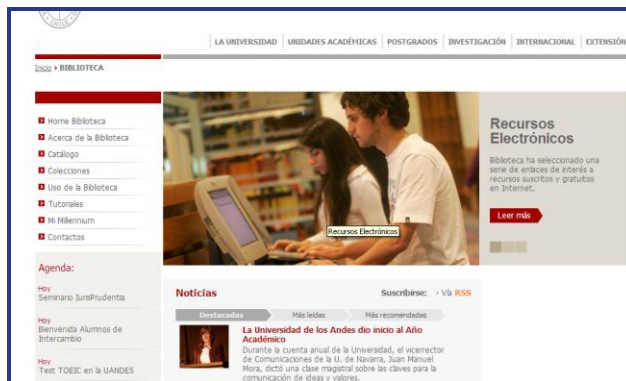 CHILE
LA UNIVERSIDAD UNIDADES ACADÉMICAS POSTGRADOS INVESTIGACIÓN INTERNACIONAL EXTENSIÓN
Inicio > BIBLIOTECA
Home Biblioteca
Acerca de la Biblioteca
Catálogo
Colecciones
Uso de la Biblioteca
Tutoriales
Mi Millennium
Contactos
Agenda:
Hoy
Seminario IurisPrudentia
Hoy
Bienvenida Alumnos de
Intercambio
Hoy
Test TOEIC en la UANDES
Recursos Electrónicos
Recursos
Electrónicos
Biblioteca ha seleccionado una
serie de enlaces de interés a
recursos suscritos y gratuitos
en Internet.
Leer más
Noticias
Suscribirse: Vía RSS
Destacadas Más leídas Más recomendadas
La Universidad de los Andes dio inicio al Año
Académico
Durante la cuenta anual de la Universidad, el vicerrector
de Comunicaciones de la U. de Navarra, Juan Manuel
Mora, dictó una clase magistral sobre las claves para la
comunicación de ideas y valores.